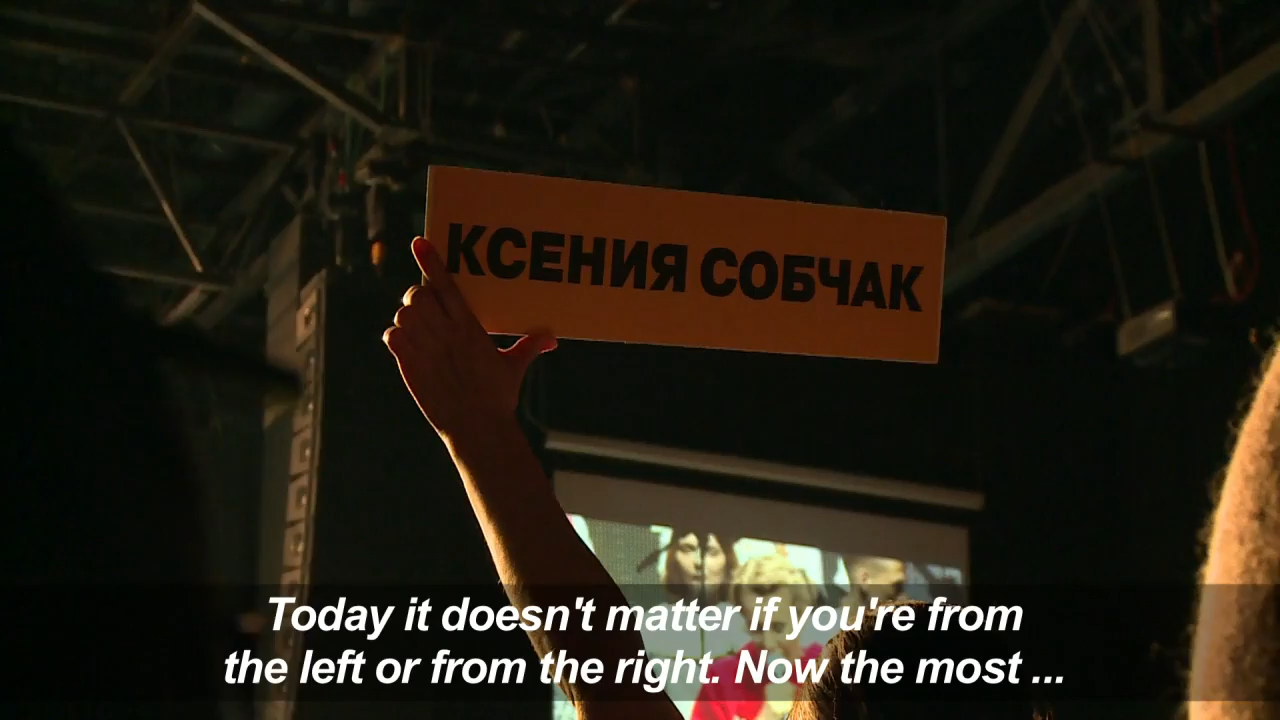 КСЕНИЯ СОБЧАК
Today it doesn't matter if you're from
the left or from the right. Now the most ...